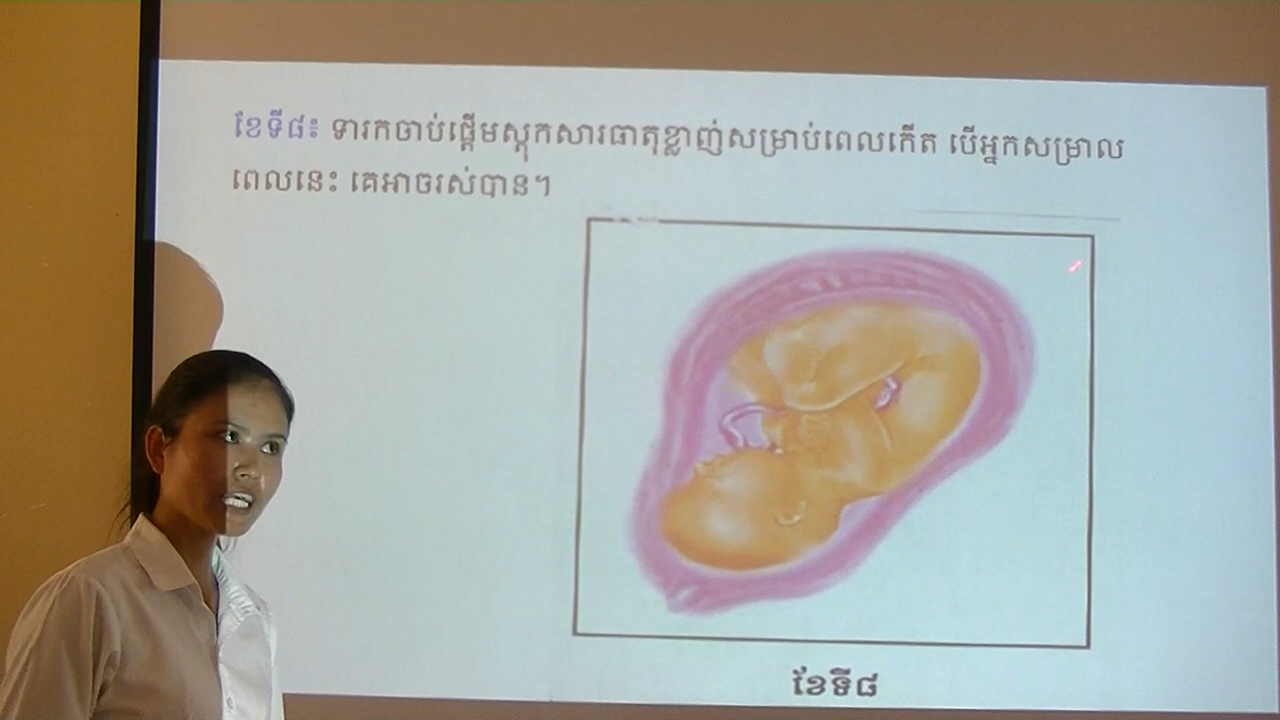 ខែទី៨៖ ទារកចាប់ផ្ដើមស្តុកសារធាតុខ្លាញ់សម្រាប់ពេលកើត បើអ្នកសម្រាល
ពេលនេះ គេអាចរស់បាន។
ខែទី៨